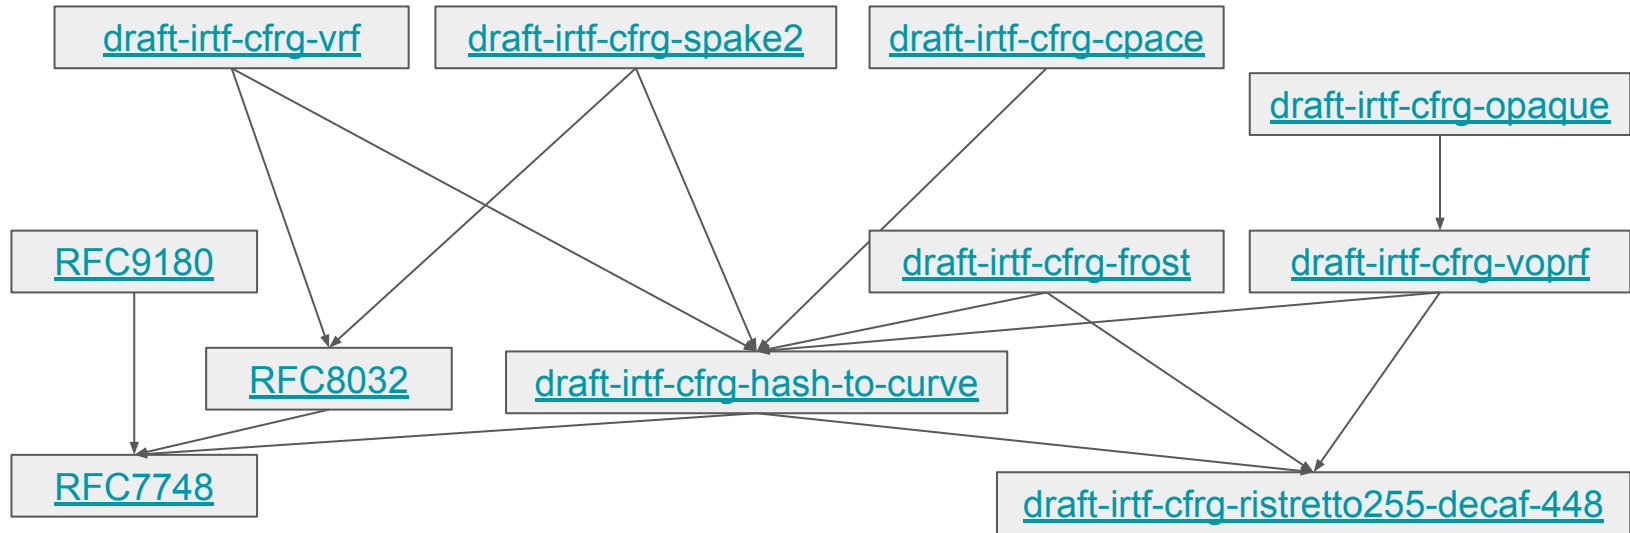 draft-irtf-cfrg-vrf
draft-irtf-cfrg-spake2
draft-irtf-cfrg-cpace
draft-irtf-cfrg-opaque
RFC9180
draft-irtf-cfrg-frost
draft-irtf-cfrg-voprf
RFC8032
draft-irtf-cfrg-hash-to-curve
RFC7748
draft-irtf-cfrg-ristretto255-decaf-448